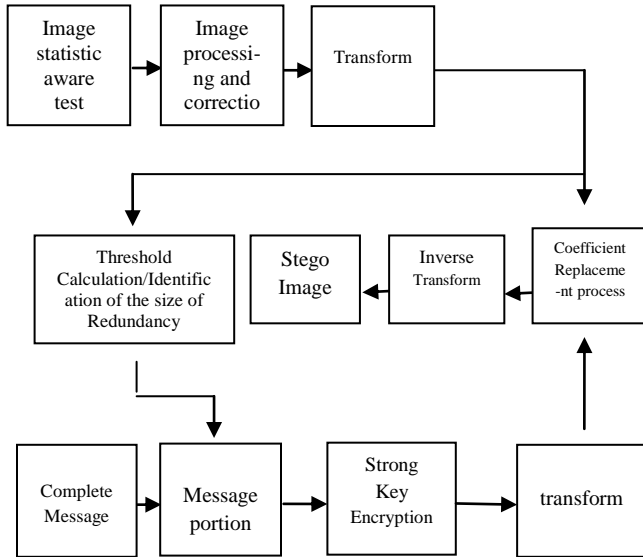 Image
statistic
aware
test
Image
processi-
ng and
correctio
Transform
Threshold
Calculation/Identific
ation of the size of
Redundancy
Stego
Image
Inverse
Transform
Coefficient
Replaceme
-nt process
Complete
Message
Message
portion
Strong
Key
Encryption
transform